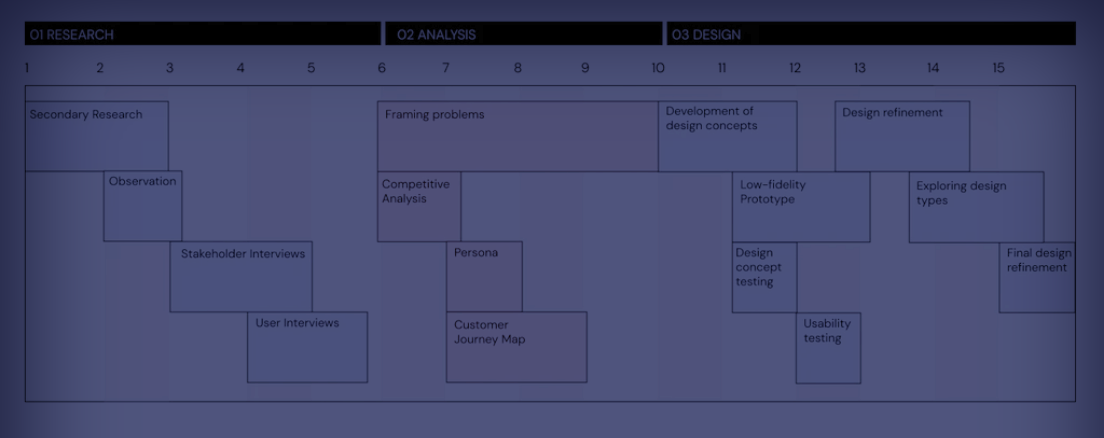 01 RESEARCH
02 ANALYSIS
03 DESIGN
1 2 3 4 5 6 7 8 9 10 11 12 13 14 15
Secondary Research
Framing problems
Development of
design concepts
Design refinement
Observation
Competitive
Analysis
Low-fidelity
Prototype
Exploring design
types
Stakeholder Interviews
Persona
Design
concept
testing
Final design
refinement
User Interviews
Customer
Journey Map
Usability
testing